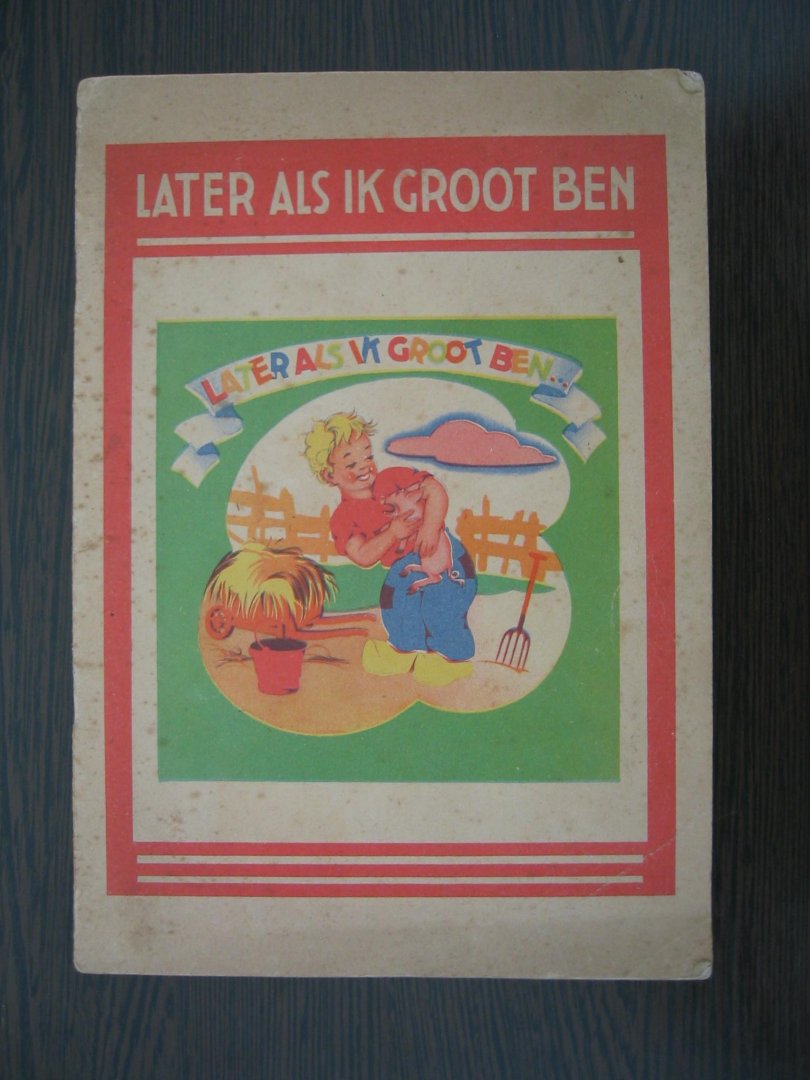 LATER ALS IK GROOT BEN
LATER ALS IK GROOT BEN...